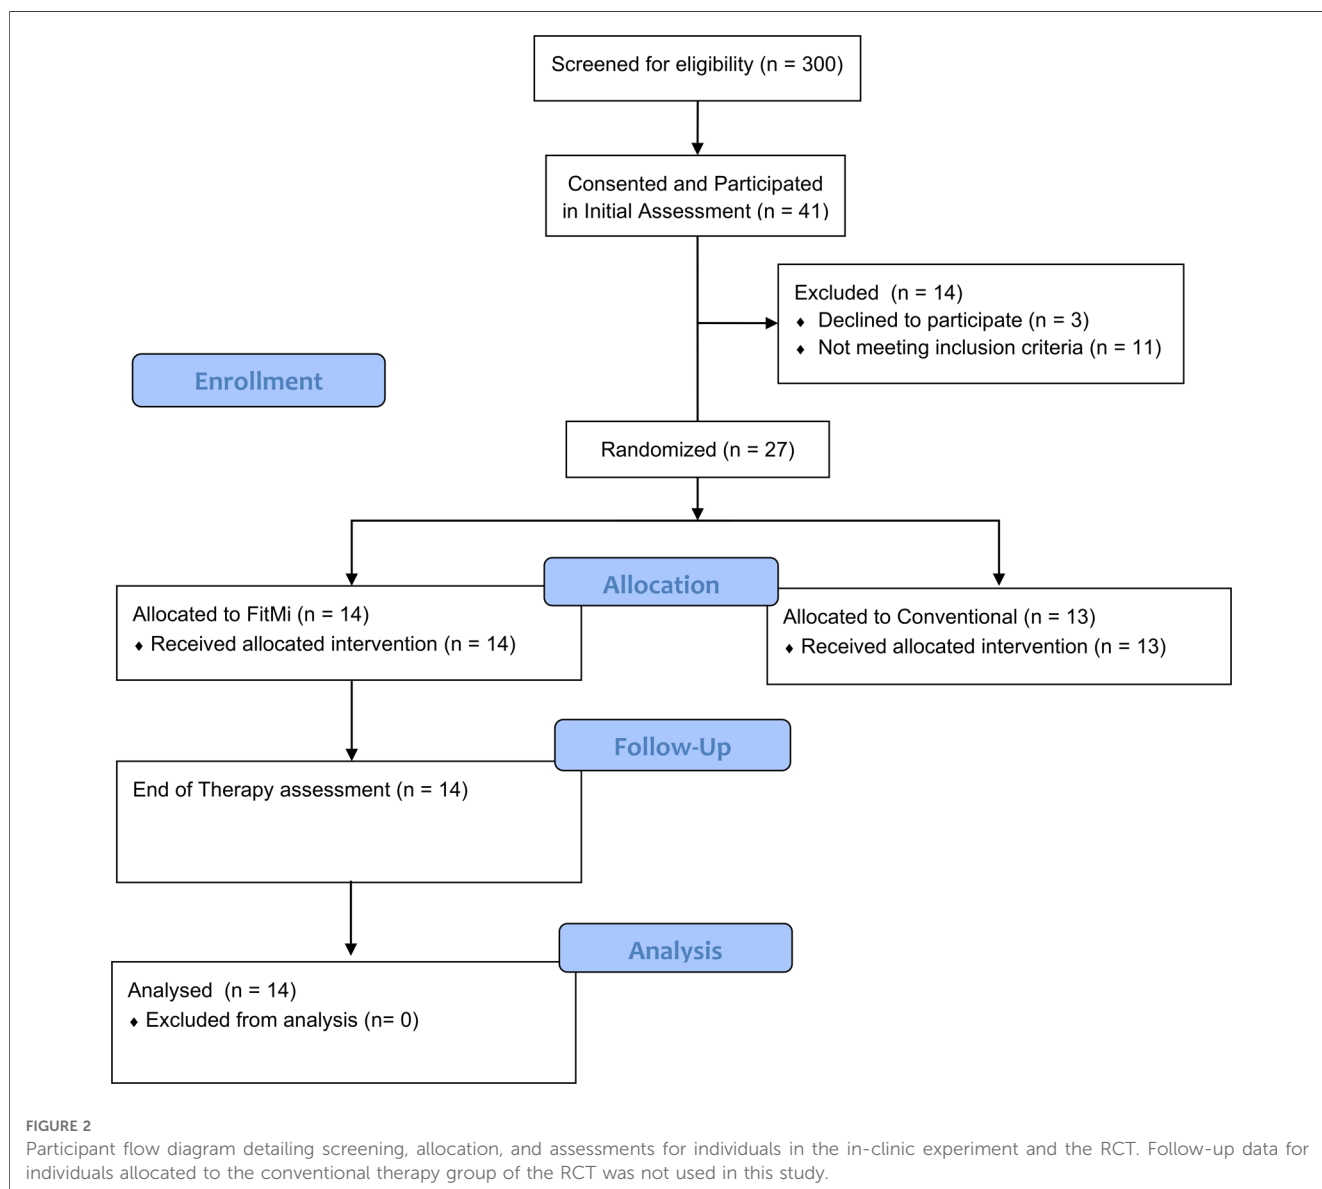 Screened for eligibility (n = 300)
Consented and Participated
in Initial Assessment (n = 41)
Excluded  (n = 14)
♦ Declined to participate (n = 3)
♦ Not meeting inclusion criteria (n = 11)
Enrollment
Randomized (n = 27)
Allocation
Allocated to FitMi (n = 14)
♦ Received allocated intervention (n = 14)
Allocated to Conventional (n = 13)
♦ Received allocated intervention (n = 13)
Follow-Up
End of Therapy assessment (n = 14)
Analysis
Analysed  (n = 14)
♦ Excluded from analysis (n= 0)
FIGURE 2
Participant flow diagram detailing screening, allocation, and assessments for individuals in the in-clinic experiment and the RCT. Follow-up data for
individuals allocated to the conventional therapy group of the RCT was not used in this study.